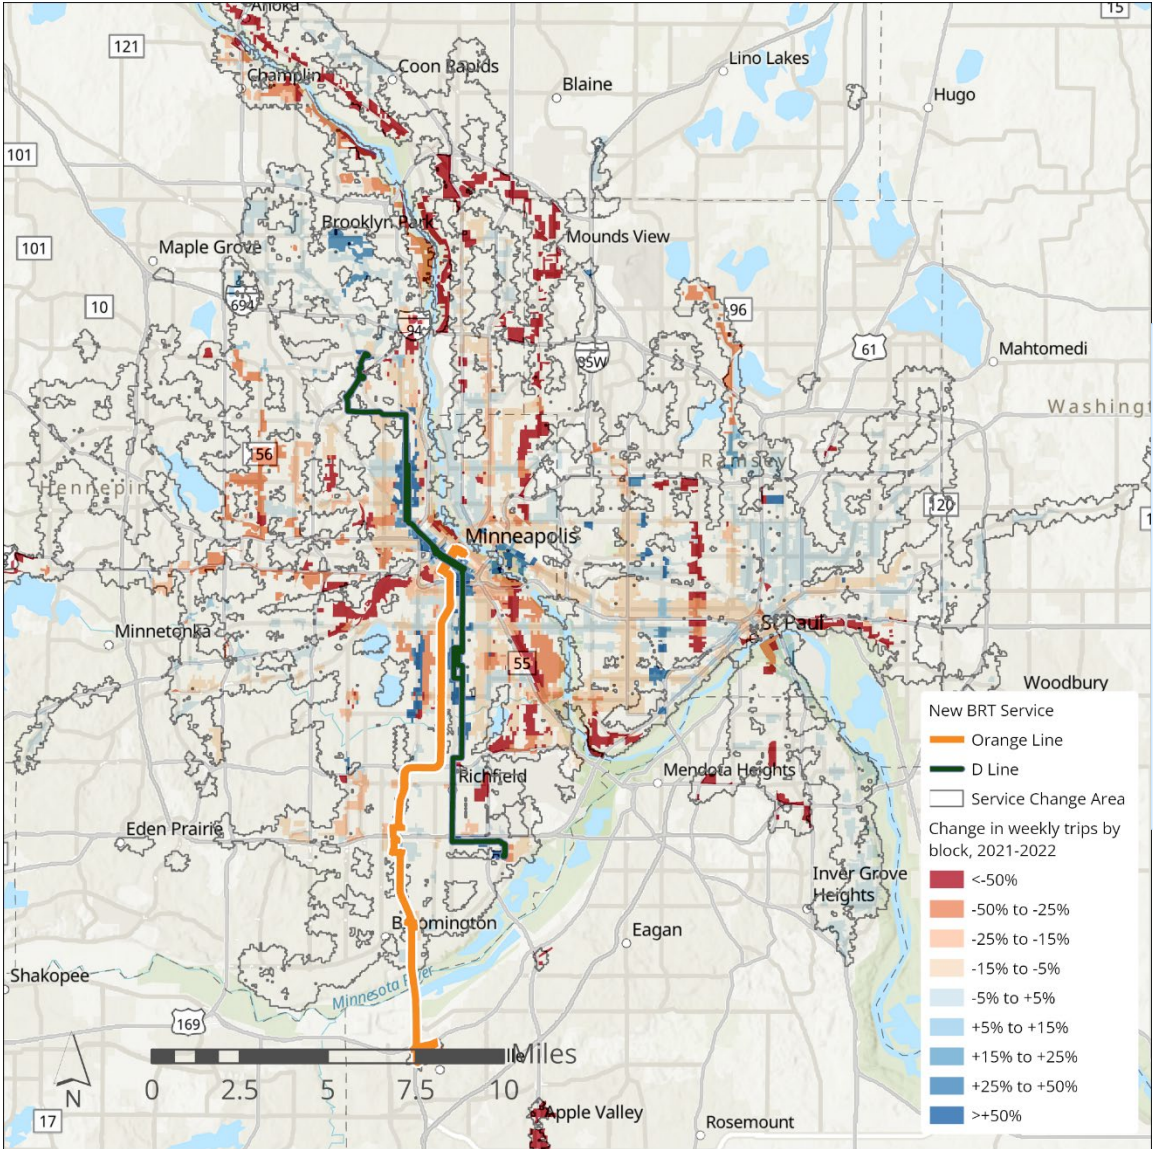 Anoka
15
121
Coon Rapids
Lino Lakes
Champlin
Blaine
Hugo
101
Brooklyn Park
101
Maple Grove
Mounds View
694
10
94
96
35W
61
Mahtomedi
Washingt
56
Ramsey
Hennepin
120
1
Minneapolis
St Paul
Minnetonka
55
Woodbury
Richfield
Mendota Heights
Eden Prairie
Inver Grove
Heights
Bloomington
Eagan
Shakopee
Minnesota River
169
lle
Miles
0 2.5 5 7.5 10
N
17
Apple Valley
Rosemount
New BRT Service
Orange Line
D Line
Service Change Area
Change in weekly trips by
block, 2021-2022
<-50%
-50% to -25%
-25% to -15%
-15% to -5%
-5% to +5%
+5% to +15%
+15% to +25%
+25% to +50%
>+50%